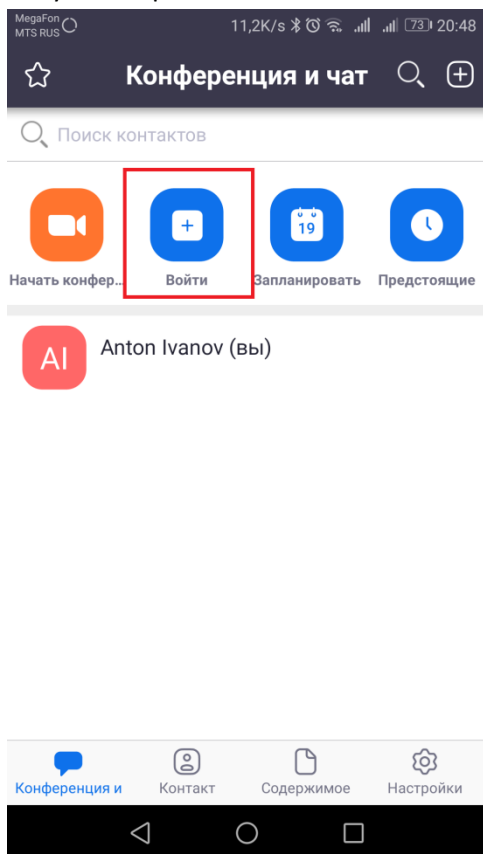 MegaFon
MTS RUS
11,2K/s 73 20:48
Конференция и чат
Поиск контактов
19
Начать конфер... Войти Запланировать Предстоящие
AI
Anton Ivanov (вы)
Конференция и Контакт Содержимое Настройки